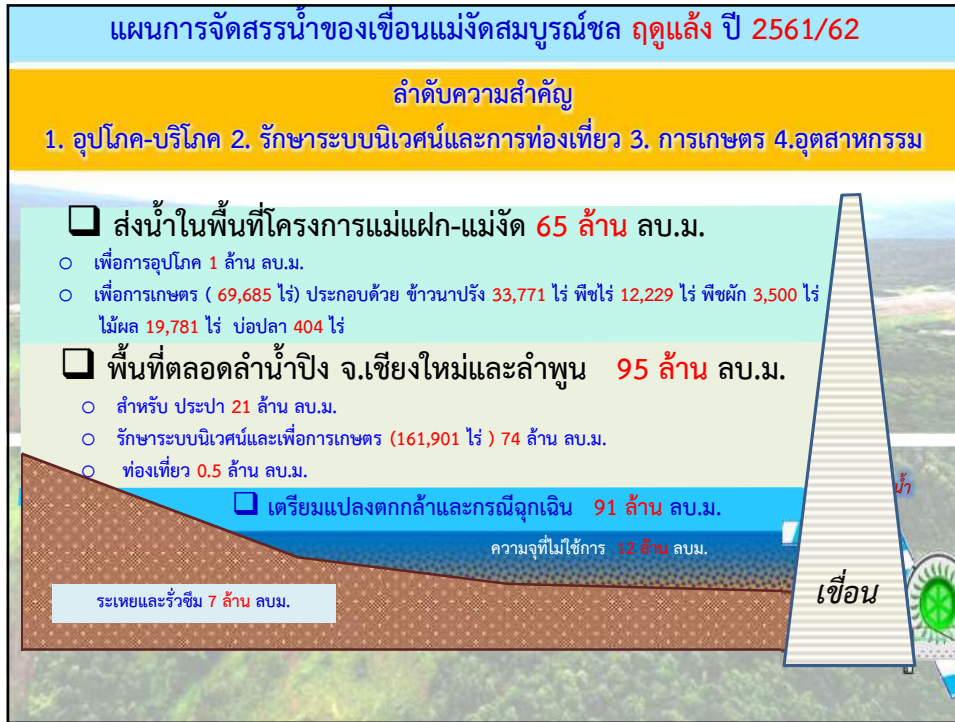 แผนการจัดสรรน้ำของเขื่อนแม่งัดสมบูรณ์ชล ฤดูแล้ง ปี 2561/62
ลำดับความสำคัญ
1. อุปโภค-บริโภค 2. รักษาระบบนิเวศน์และการท่องเที่ยว 3. การเกษตร 4.อุตสาหกรรม
❑ ส่งน้ำในพื้นที่โครงการแม่แฝก-แม่งัด 65 ล้าน ลบ.ม.
o เพื่อการอุปโภค 1 ล้าน ลบ.ม.
o เพื่อการเกษตร ( 69,685 ไร่) ประกอบด้วย ข้าวนาปรัง 33,771 ไร่ พืชไร่ 12,229 ไร่ พืชผัก 3,500 ไร่
ไม้ผล 19,781 ไร่ บ่อปลา 404 ไร่
❑ พื้นที่ตลอดลำน้ำปิง จ.เชียงใหม่และลำพูน 95 ล้าน ลบ.ม.
o สำหรับ ประปา 21 ล้าน ลบ.ม.
o รักษาระบบนิเวศน์และเพื่อการเกษตร (161,901 ไร่ ) 74 ล้าน ลบ.ม.
o ท่องเที่ยว 0.5 ล้าน ลบ.ม.
❑ เตรียมแปลงตกกล้าและกรณีฉุกเฉิน 91 ล้าน ลบ.ม.
ความจุที่ไม่ใช้การ 12 ล้าน ลบม.
ระเหยและรั่วซึม 7 ล้าน ลบม.
เขื่อน